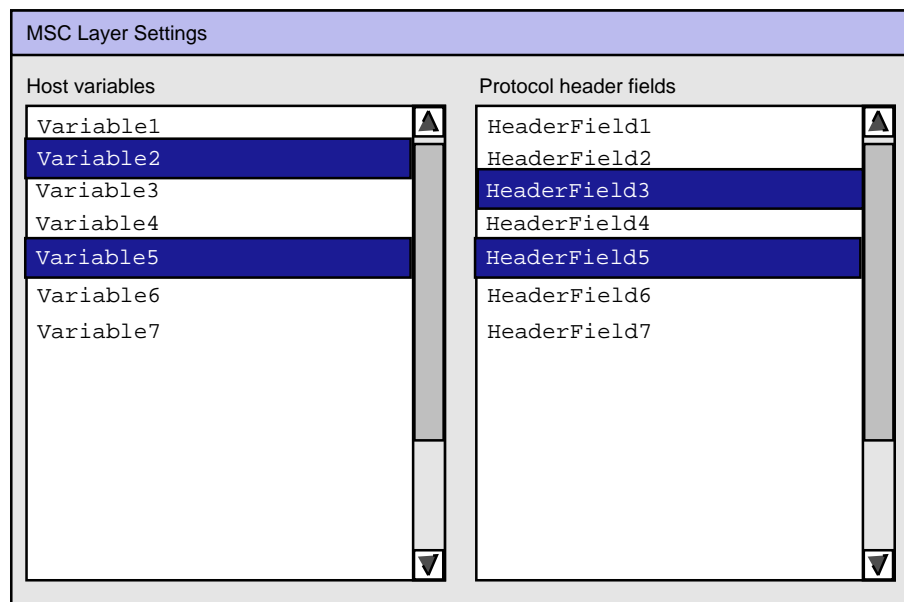 MSC Layer Settings
Host variables
Variable1
Variable2
Variable3
Variable4
Variable5
Variable6
Variable7
Protocol header fields
HeaderField1
HeaderField2
HeaderField3
HeaderField4
HeaderField5
HeaderField6
HeaderField7